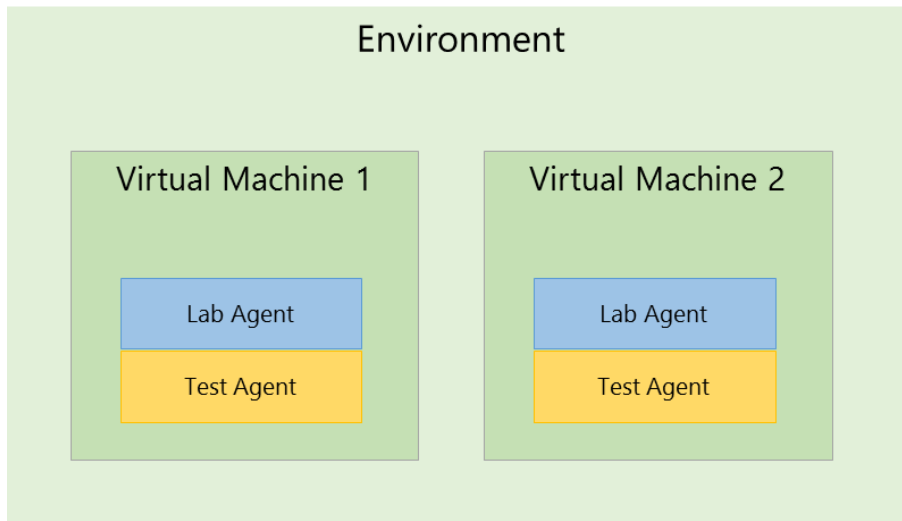 Environment
Virtual Machine 1
Virtual Machine 2
Lab Agent
Lab Agent
Test Agent
Test Agent